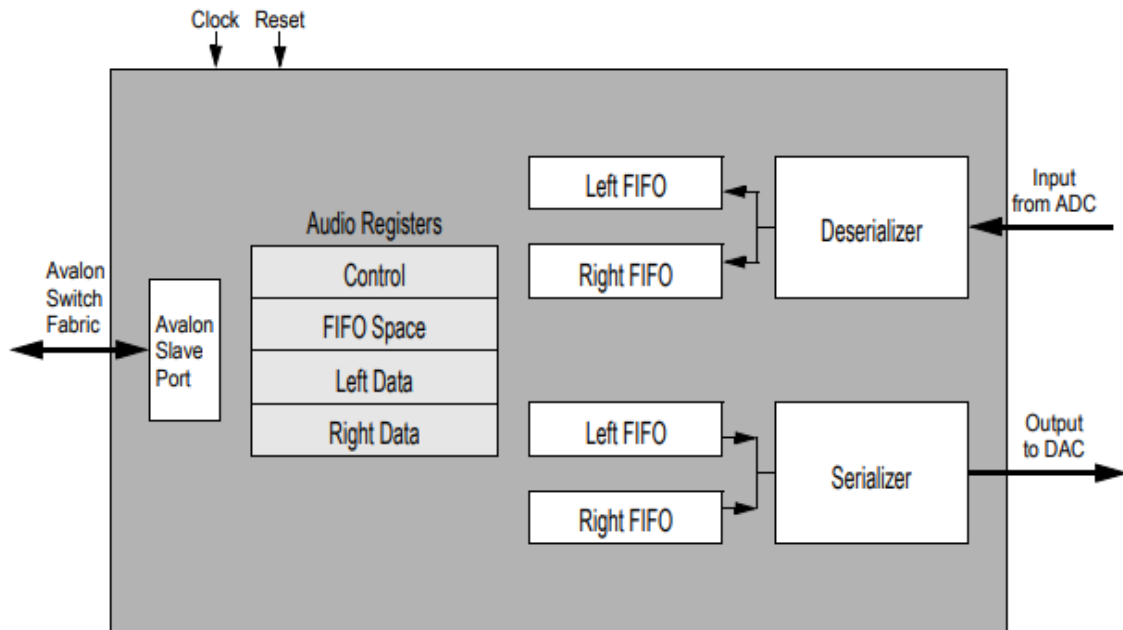 Clock Reset
Left FIFO
Right FIFO
Deserializer
Input
from ADC
Audio Registers
Control
FIFO Space
Left Data
Right Data
Avalon
Switch
Fabric
Avalon
Slave
Port
Left FIFO
Right FIFO
Serializer
Output
to DAC